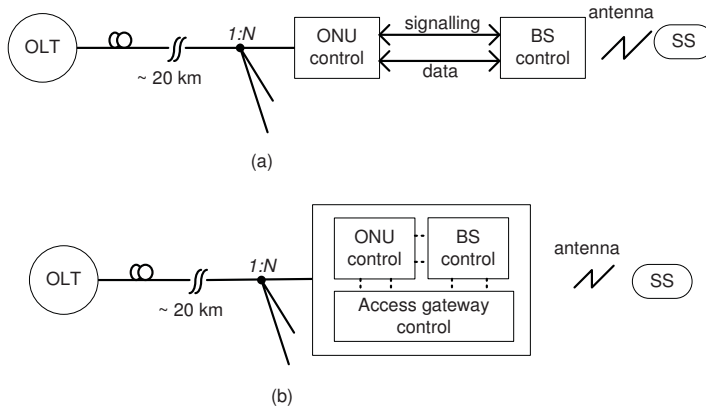 OLT
~ 20 km
1:N
ONU
control
signalling
data
BS
control
antenna
SS
(a)
OLT
~ 20 km
1:N
ONU
control
BS
control
Access gateway
control
antenna
SS
(b)